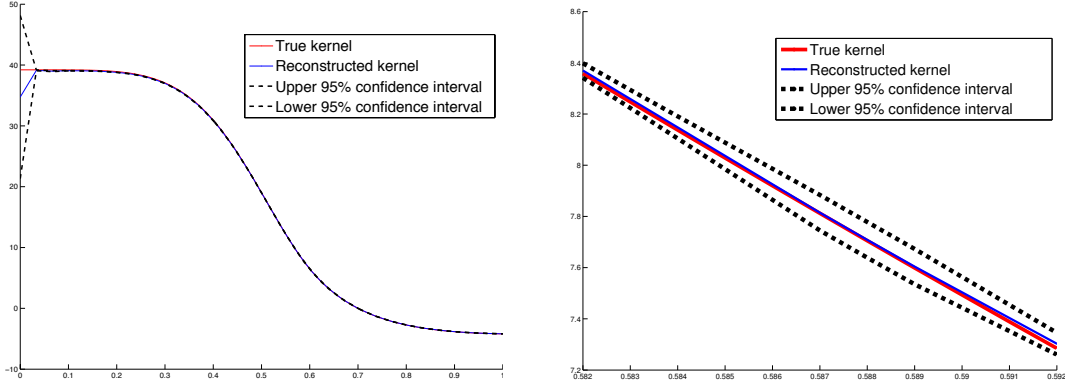 50
40
30
20
10
0
−10
0 0.1 0.2 0.3 0.4 0.5 0.6 0.7 0.8 0.9 1
True kernel
Reconstructed kernel
Upper 95% confidence interval
Lower 95% confidence interval
8.6
8.4
8.2
8
7.8
7.6
7.4
7.2
0.582 0.583 0.584 0.585 0.586 0.587 0.588 0.589 0.59 0.591 0.592
True kernel
Reconstructed kernel
Upper 95% confidence interval
Lower 95% confidence interval